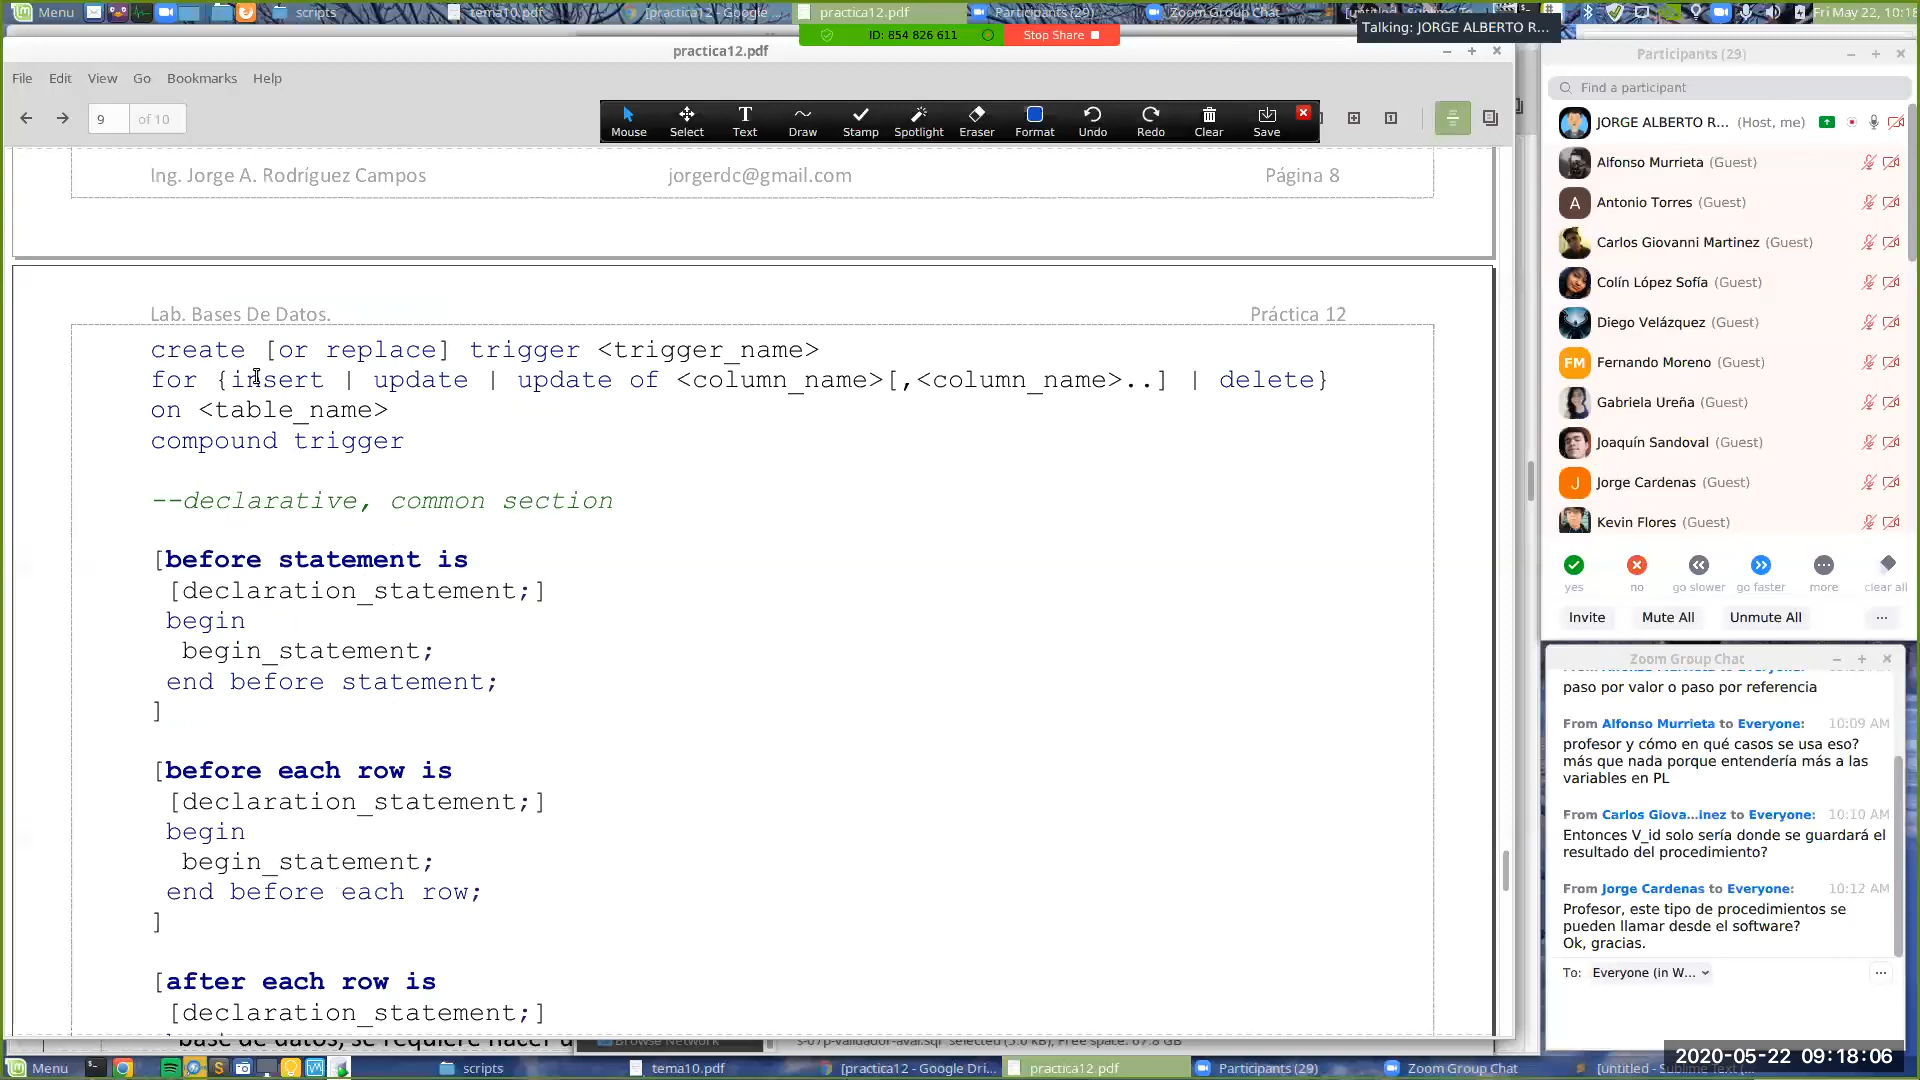 Menu
scripts
tema10.pdf
[practica12 - Google ...
practica12.pdf
Participants (29)
Zoom Group Chat
Fri May 22, 10:18
Talking: JORGE ALBERTO R...
ID: 854 826 611
Stop Share
practica12.pdf
File Edit View Go Bookmarks Help
9 of 10
Mouse Select Text Draw Stamp Spotlight Eraser Format Undo Redo Clear Save
Ing. Jorge A. Rodríguez Campos jorgerdc@gmail.com Página 8
Lab. Bases De Datos. Práctica 12
create [or replace] trigger <trigger_name>
for {insert | update | update of <column_name>[,<column_name>..] | delete}
on <table_name>
compound trigger
--declarative, common section
[before statement is
[declaration_statement;]
begin
begin_statement;
end before statement;
]
[before each row is
[declaration_statement;]
begin
begin_statement;
end before each row;
]
[after each row is
[declaration_statement;]
Participants (29)
Find a participant
JORGE ALBERTO R... (Host, me)
Alfonso Murrieta (Guest)
A Antonio Torres (Guest)
Carlos Giovanni Martinez (Guest)
Colín López Sofía (Guest)
Diego Velázquez (Guest)
FM Fernando Moreno (Guest)
Gabriela Ureña (Guest)
Joaquín Sandoval (Guest)
J Jorge Cardenas (Guest)
Kevin Flores (Guest)
yes no go slower go faster more clear all
Invite Mute All Unmute All ...
Zoom Group Chat
paso por valor o paso por referencia
From Alfonso Murrieta to Everyone: 10:09 AM
profesor y cómo en qué casos se usa eso?
más que nada porque entendería más a las
variables en PL
From Carlos Giova...inez to Everyone: 10:10 AM
Entonces V_id solo sería donde se guardará el
resultado del procedimiento?
From Jorge Cardenas to Everyone: 10:12 AM
Profesor, este tipo de procedimientos se
pueden llamar desde el software?
Ok, gracias.
To: Everyone (in W...
base de datos, se requiere hacer
Browse Network
selected (5.0 kB), Free space: 67.8 GB
2020-05-22 09:18:06
Menu
scripts
tema10.pdf
[practica12 - Google Dri...
practica12.pdf
Participants (29)
Zoom Group Chat
[untitled - Sublime Text (...